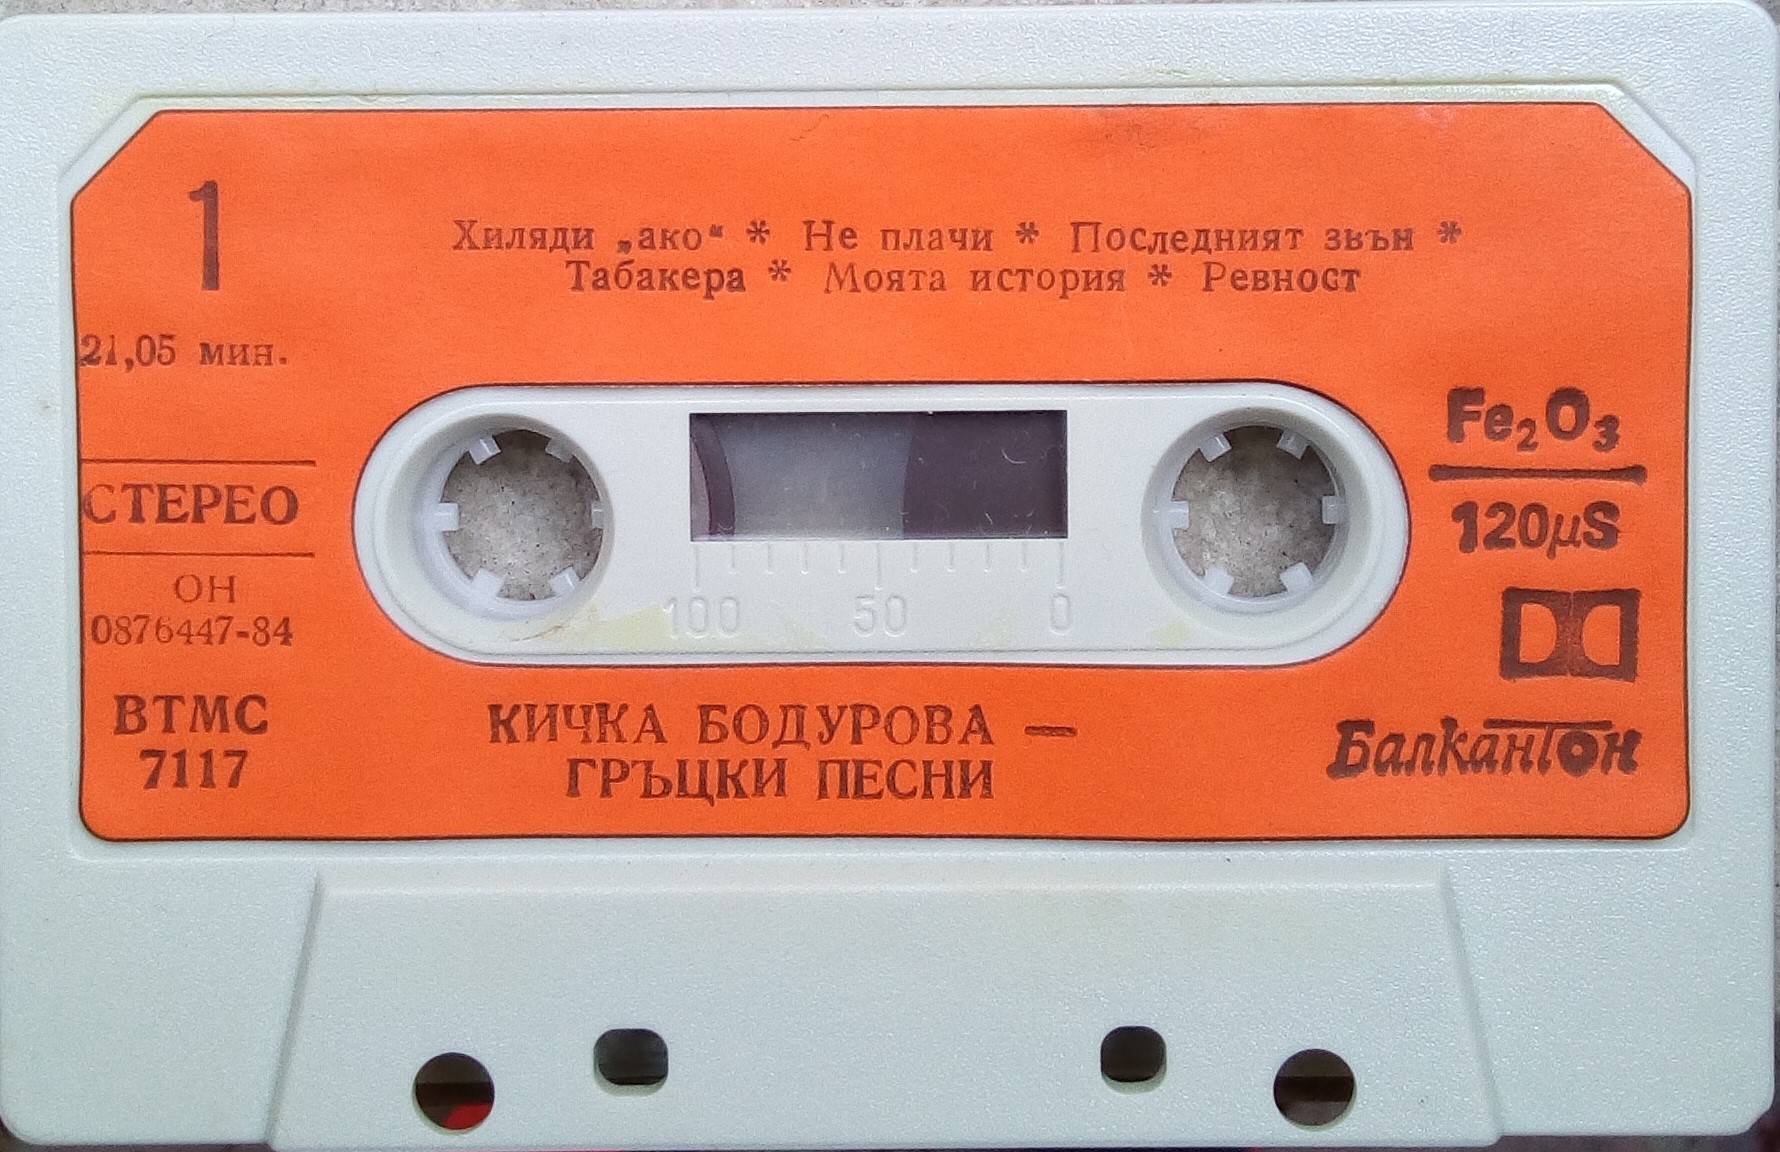 1
Хиляди „ако“ * Не плачи * Последният звън *
Табакера * Моята история * Ревност
21,05 мин.
СТЕРЕО
ОН
0876447-84
ВТМС
7117
Fe₂O₃
120µS
100 50 0
КИЧКА БОДУРОВА —
ГРЪЦКИ ПЕСНИ
Балкантон